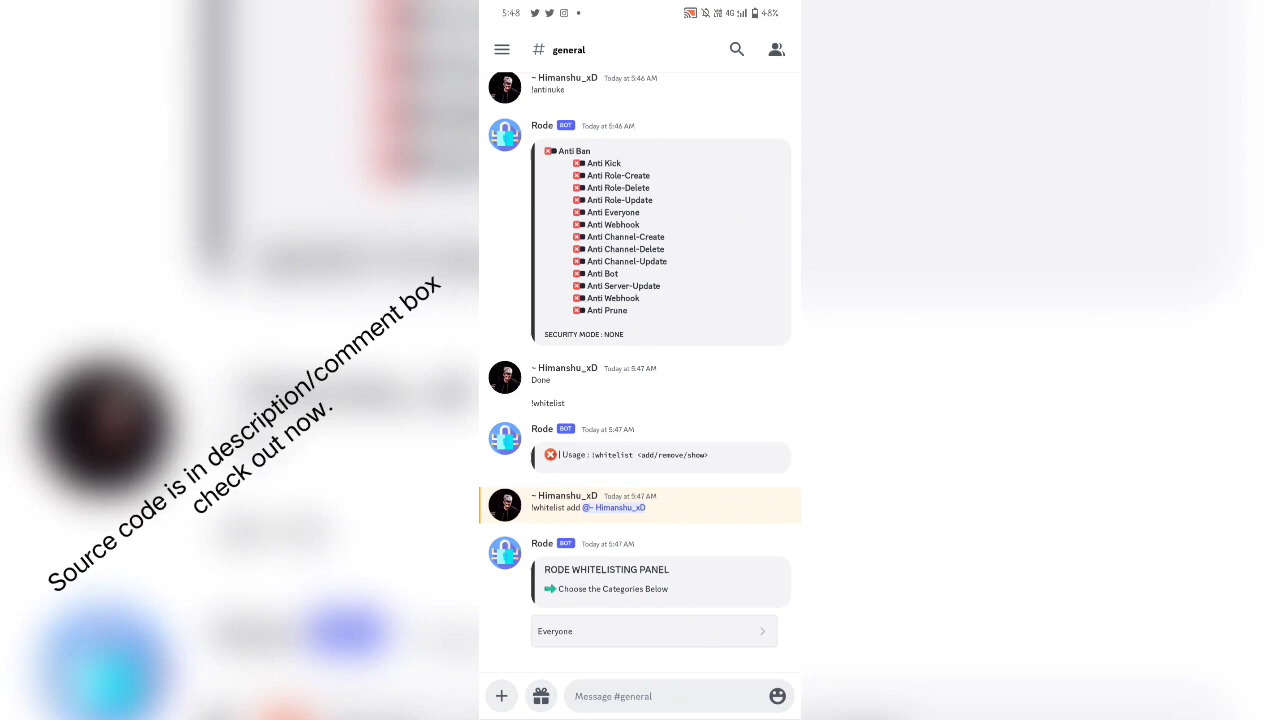 5:48
4G
48%
# general
~ Himanshu_xD Today at 5:46 AM
!antinuke
Rode BOT Today at 5:46 AM
Anti Ban
Anti Kick
Anti Role-Create
Anti Role-Delete
Anti Role-Update
Anti Everyone
Anti Webhook
Anti Channel-Create
Anti Channel-Delete
Anti Channel-Update
Anti Bot
Anti Server-Update
Anti Webhook
Anti Prune
SECURITY MODE : NONE
~ Himanshu_xD Today at 5:47 AM
Done
!whitelist
Rode BOT Today at 5:47 AM
| Usage : !whitelist <add/remove/show>
~ Himanshu_xD Today at 5:47 AM
!whitelist add @~ Himanshu_xD
Rode BOT Today at 5:47 AM
RODE WHITELISTING PANEL
Choose the Categories Below
Everyone
Message #general
Source code is in description/comment box
check out now.